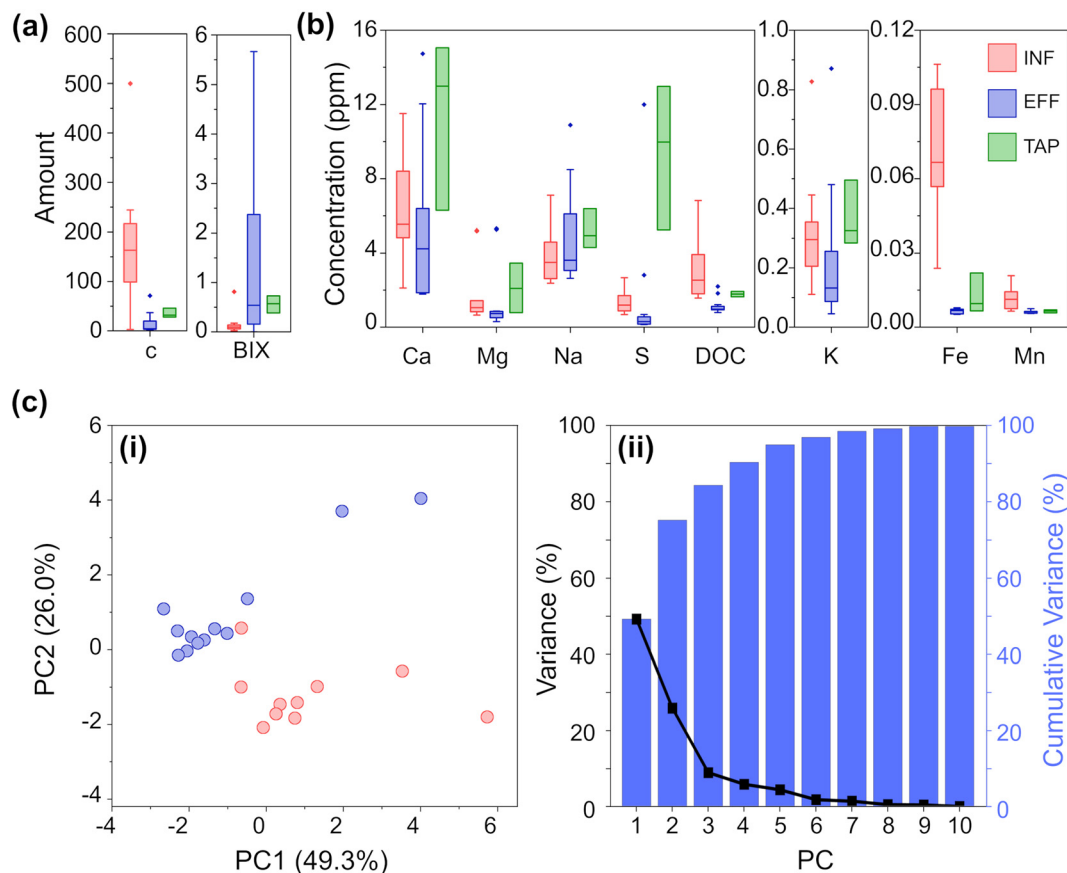 (a)
Amount
600
500
400
300
200
100
0
c
6
5
4
3
2
1
0
BIX
(b)
Concentration (ppm)
16
12
8
4
0
Ca Mg Na S DOC
1.0
0.8
0.6
0.4
0.2
0.0
K
0.12
0.09
0.06
0.03
0.00
Fe Mn
INF
EFF
TAP
(c)
(i)
PC2 (26.0%)
6
4
2
0
-2
-4
-4 -2 0 2 4 6
PC1 (49.3%)
(ii)
Variance (%)
100
80
60
40
20
0
1 2 3 4 5 6 7 8 9 10
PC
100
80
60
40
20
0
Cumulative Variance (%)